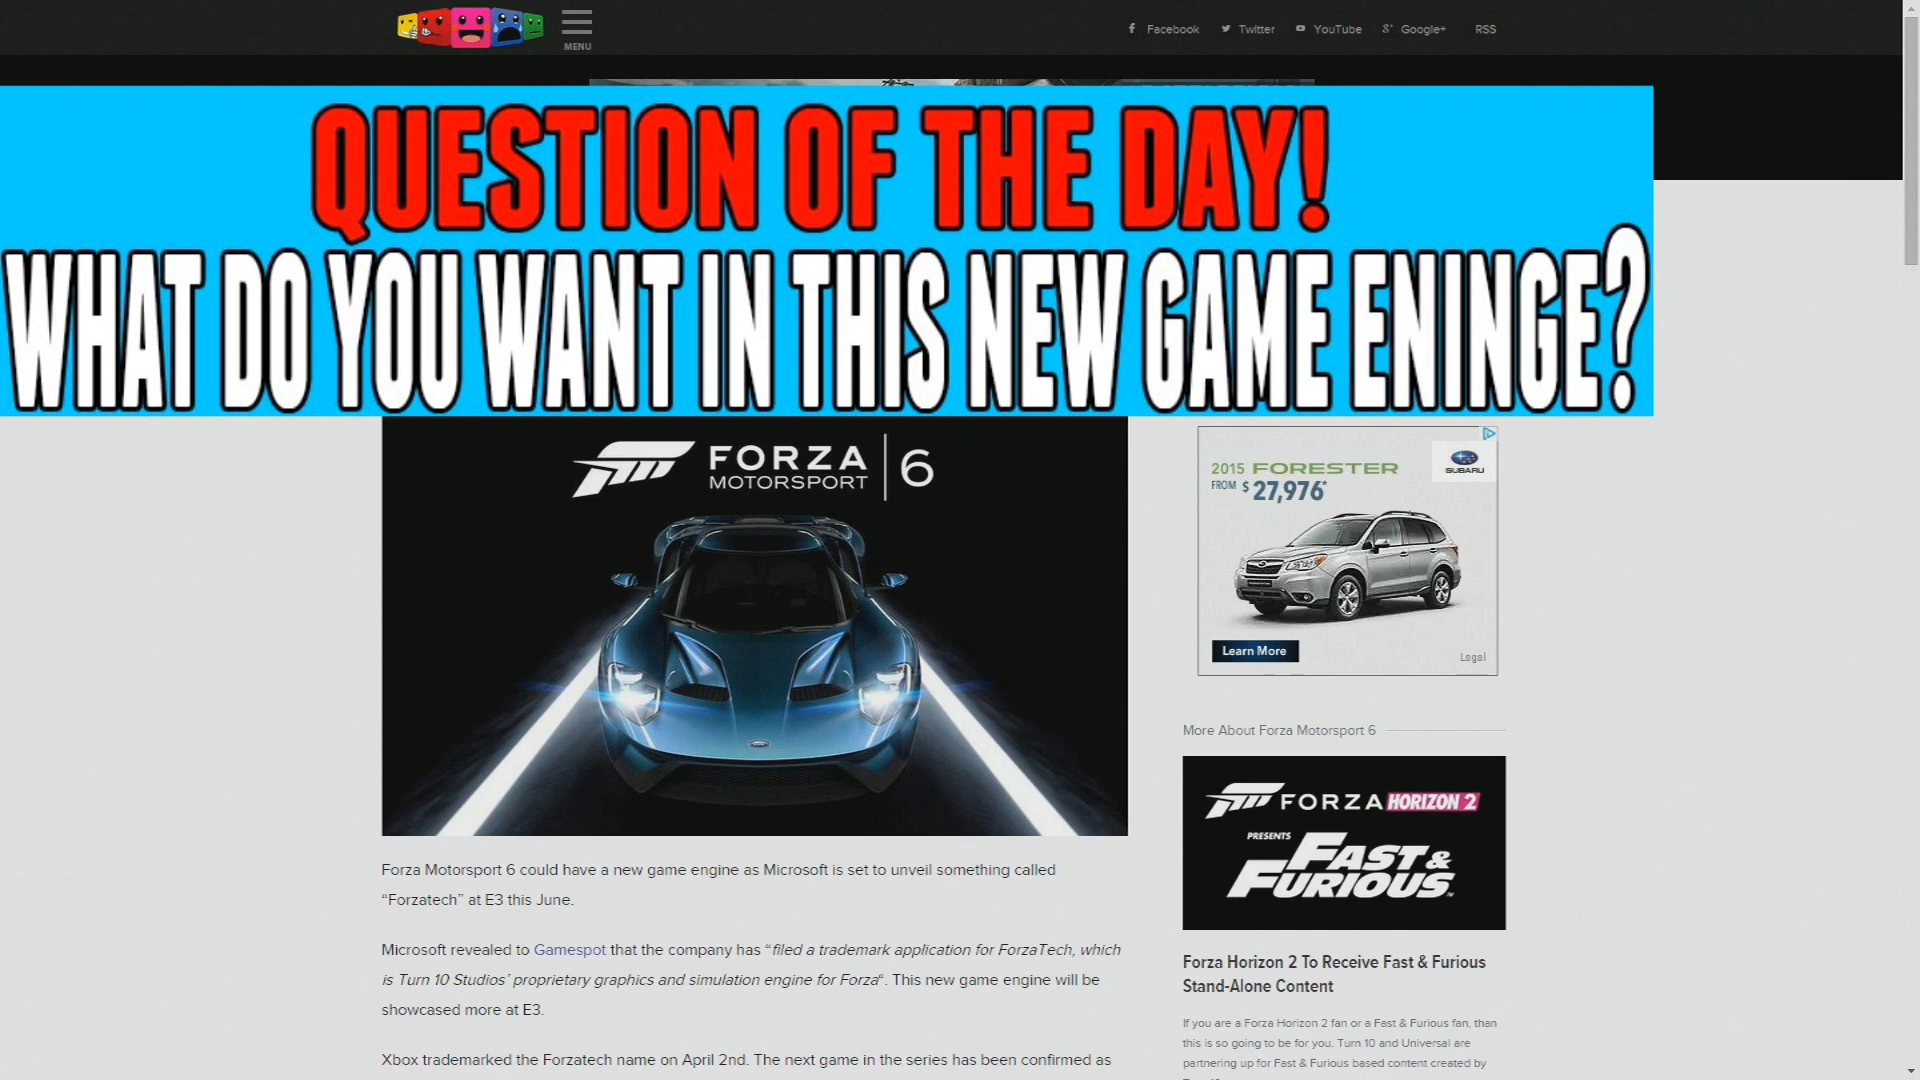 MENU
Facebook
Twitter
YouTube
Google+
RSS
QUESTION OF THE DAY!
WHAT DO YOU WANT IN THIS NEW GAME ENINGE?
FORZA
MOTORSPORT
6
2015 FORESTER
FROM $27,976*
SUBARU
Learn More
Legal
More About Forza Motorsport 6
FORZA HORIZON 2
PRESENTS
FAST &
FURIOUS
Forza Motorsport 6 could have a new game engine as Microsoft is set to unveil something called
“Forzatech” at E3 this June.
Microsoft revealed to Gamespot that the company has “filed a trademark application for ForzaTech, which
is Turn 10 Studios’ proprietary graphics and simulation engine for Forza“. This new game engine will be
showcased more at E3.
Xbox trademarked the Forzatech name on April 2nd. The next game in the series has been confirmed as
Forza Horizon 2 To Receive Fast & Furious
Stand-Alone Content
If you are a Forza Horizon 2 fan or a Fast & Furious fan, than
this is so going to be for you. Turn 10 and Universal are
partnering up for Fast & Furious based content created by